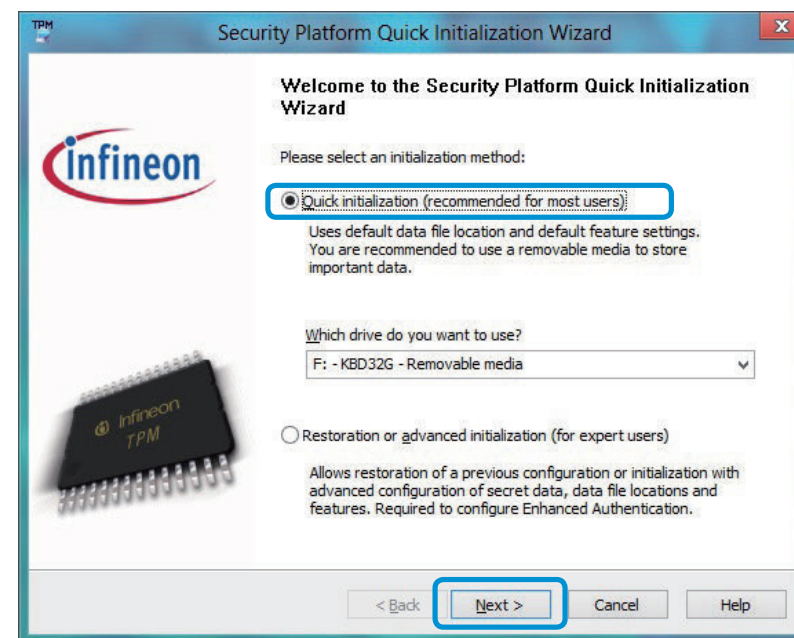 TPM
Security Platform Quick Initialization Wizard
X
Welcome to the Security Platform Quick Initialization
Wizard
infineon
Please select an initialization method:
Quick initialization (recommended for most users)
Uses default data file location and default feature settings.
You are recommended to use a removable media to store
important data.
Which drive do you want to use?
F: - KBD32G - Removable media
Infineon
TPM
Restoration or advanced initialization (for expert users)
Allows restoration of a previous configuration or initialization with
advanced configuration of secret data, data file locations and
features. Required to configure Enhanced Authentication.
< Back Next > Cancel Help